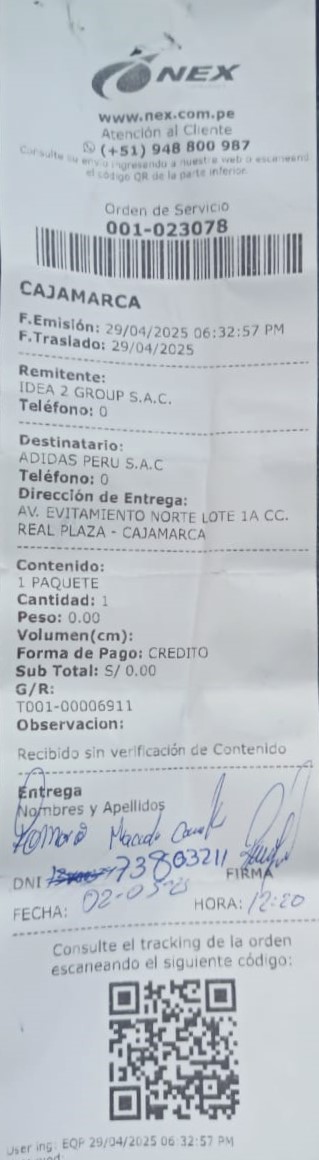 NEX
www.nex.com.pe
Atención al Cliente
(+51) 948 800 987
Consulte su envío ingresando a nuestra web o escaneand
el código QR de la parte inferior.
Orden de Servicio
001-023078
CAJAMARCA
F.Emisión: 29/04/2025 06:32:57 PM
F.Traslado: 29/04/2025
Remitente:
IDEA 2 GROUP S.A.C.
Teléfono: 0
Destinatario:
ADIDAS PERU S.A.C
Teléfono: 0
Dirección de Entrega:
AV. EVITAMIENTO NORTE LOTE 1A CC.
REAL PLAZA - CAJAMARCA
Contenido:
1 PAQUETE
Cantidad: 1
Peso: 0.00
Volumen(cm):
Forma de Pago: CREDITO
Sub Total: S/ 0.00
G/R:
T001-00006911
Observacion:
Recibido sin verificación de Contenido
Entrega
Nombres y Apellidos
DNI 73803211
FIRMA
FECHA:
HORA: 12:20
Consulte el tracking de la orden
escaneando el siguiente código:
User ing: EQP 29/04/2025 06:32:57 PM